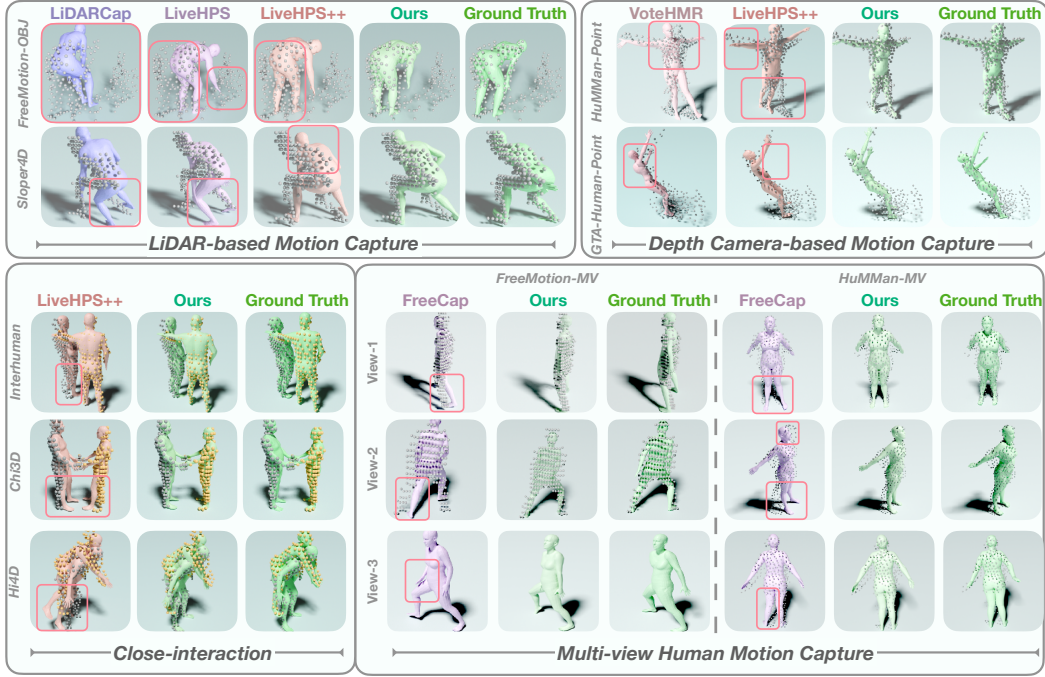 LiDARCap LiveHPS LiveHPS++ Ours Ground Truth
FreeMotion-OBJ
Sloper4D
LiDAR-based Motion Capture
VoteHMR LiveHPS++ Ours Ground Truth
HuMMan-Point
GTA-Human-Point
Depth Camera-based Motion Capture
LiveHPS++ Ours Ground Truth
Interhuman
Chi3D
Hi4D
Close-interaction
FreeMotion-MV HuMMan-MV
FreeCap Ours Ground Truth FreeCap Ours Ground Truth
View-1
View-2
View-3
Multi-view Human Motion Capture